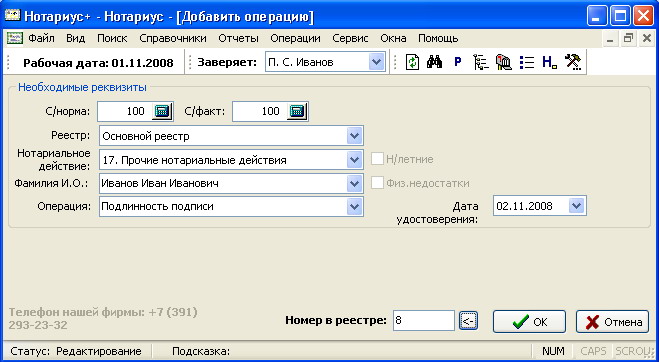 Нотариус+ - Нотариус - [Добавить операцию]
Файл Вид Поиск Справочники Отчеты Операции Сервис Окна Помощь
Рабочая дата: 01.11.2008 Заверяет: П. С. Иванов P Н₀
Необходимые реквизиты
С/норма: 100 С/факт: 100
Реестр: Основной реестр
Нотариальное
действие: 17. Прочие нотариальные действия Н/летние
Фамилия И.О.: Иванов Иван Иванович Физ.недостатки
Операция: Подлинность подписи Дата
удостоверения: 02.11.2008
Телефон нашей фирмы: +7 (391)
293-23-32
Номер в реестре: 8 <- OK Отмена
Статус: Редактирование Подсказка: NUM CAPS SCROLL